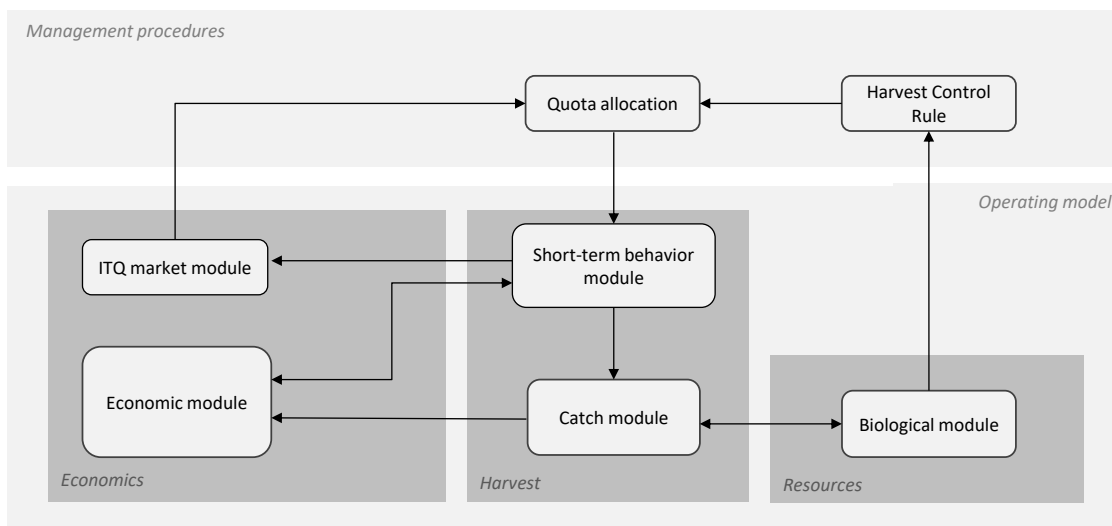 Management procedures
Quota allocation
Harvest Control
Rule
Operating model
ITQ market module
Short-term behavior
module
Economic module
Catch module
Biological module
Economics
Harvest
Resources